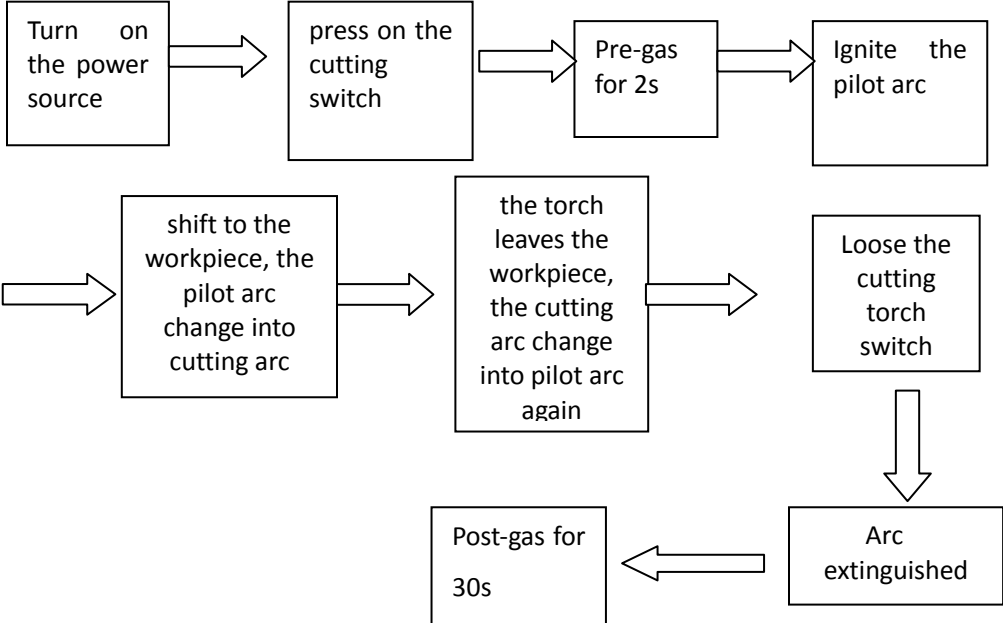 Turn on
the power
source
press on the
cutting
switch
Pre-gas
for 2s
Ignite the
pilot arc
shift to the
workpiece, the
pilot arc
change into
cutting arc
the torch
leaves the
workpiece,
the cutting
arc change
into pilot arc
again
Loose the
cutting
torch
switch
Arc
extinguished
Post-gas for
30s